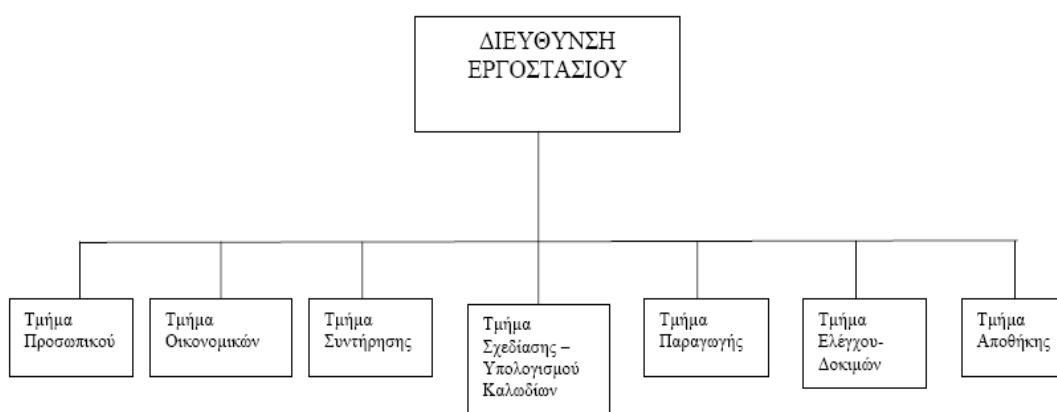 ΔΙΕΥΘΥΝΣΗ
ΕΡΓΟΣΤΑΣΙΟΥ
Τμήμα
Προσωπικού
Τμήμα
Οικονομικών
Τμήμα
Συντήρησης
Τμήμα
Σχεδίασης –
Υπολογισμού
Καλωδίων
Τμήμα
Παραγωγής
Τμήμα
Ελέγχου-
Δοκιμών
Τμήμα
Αποθήκης